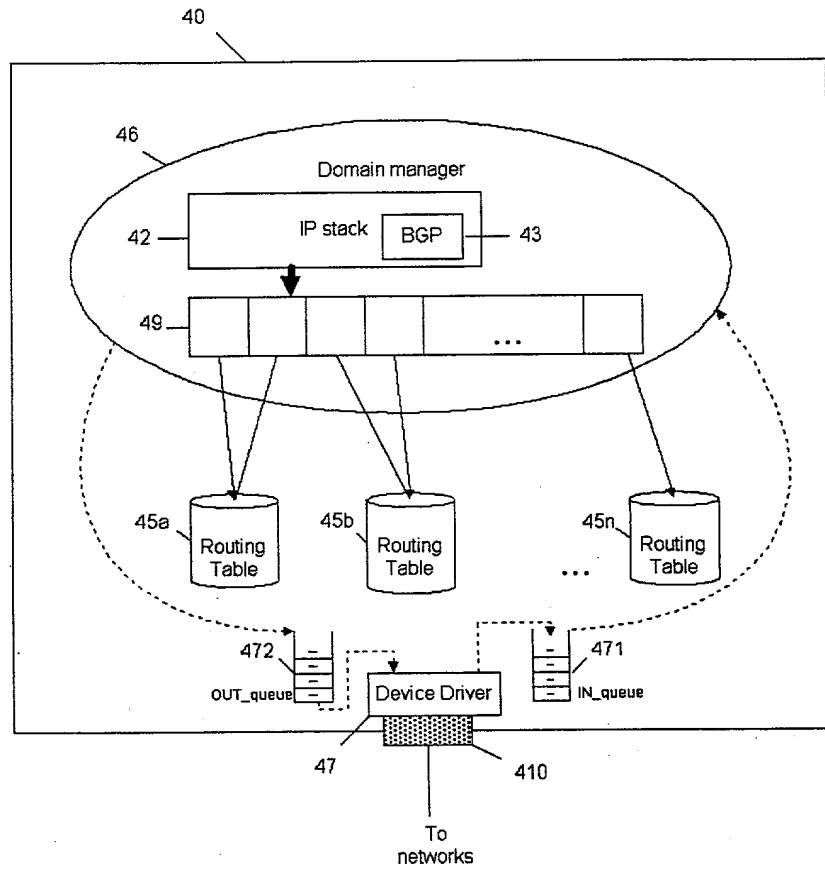 40
46
Domain manager
IP stack
BGP
42
43
49
...
45a
Routing
Table
45b
Routing
Table
45n
Routing
Table
...
472
OUT_queue
Device Driver
471
IN_queue
47
410
To
networks